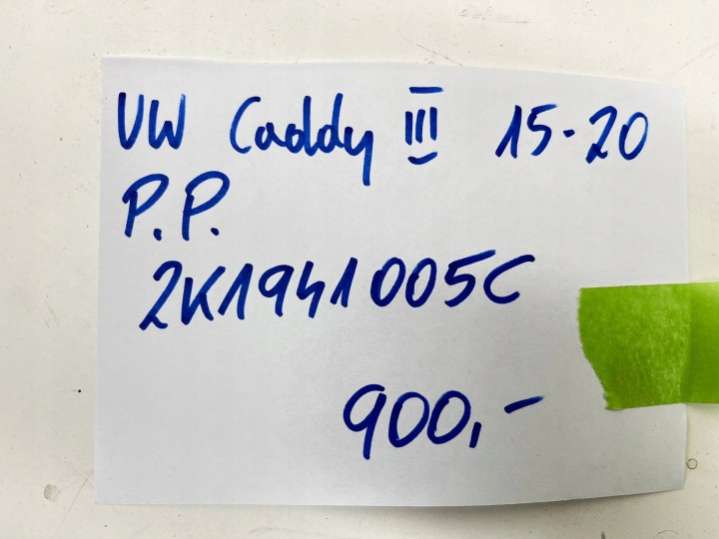 VW Caddy III 15-20
P.P.
2K1941005C
900,-